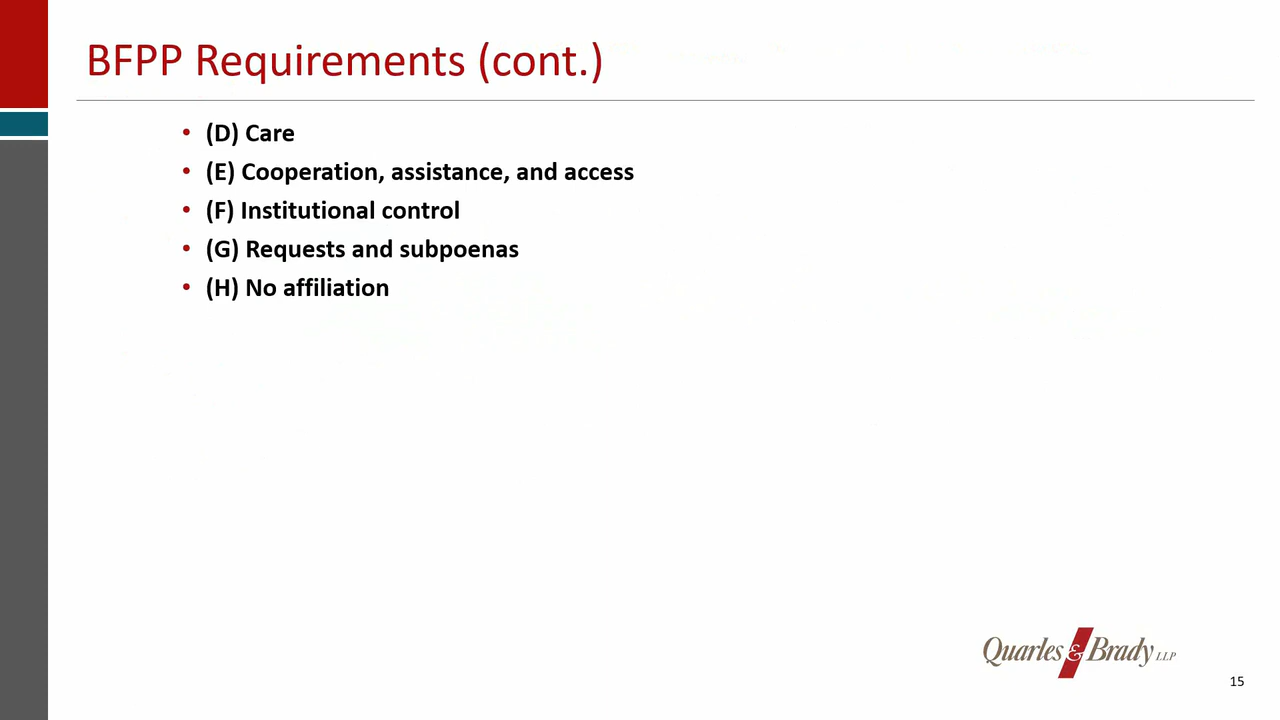 BFPP Requirements (cont.)
• (D) Care
• (E) Cooperation, assistance, and access
• (F) Institutional control
• (G) Requests and subpoenas
• (H) No affiliation
Quarles & Brady LLP
15